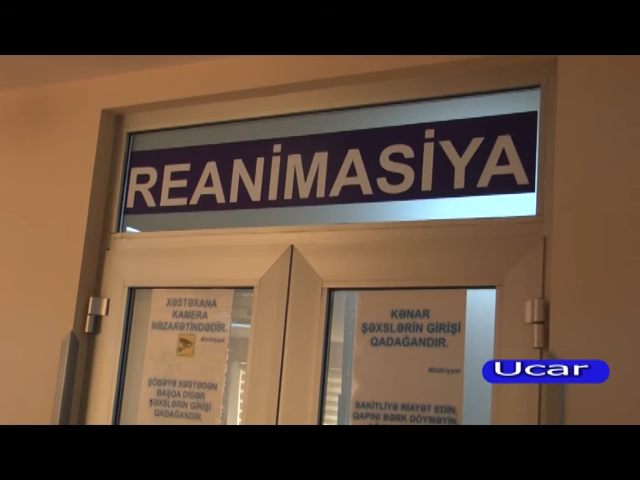 REANİMASİYA
XƏSTƏXANA
KAMERA
NƏZARƏTİNDƏDİR.
Müdiriyyət
ŞÖBƏYƏ XƏSTƏDƏN
BAŞQA DİGƏR
ŞƏXSLƏRİN GİRİŞİ
QADAĞANDIR.
KƏNAR
ŞƏXSLƏRİN GİRİŞİ
QADAĞANDIR.
Müdiriyyət
SAKİTLİYƏ RİAYƏT EDİN,
QAPINI BƏRK DÖYMƏYİN
Ucar